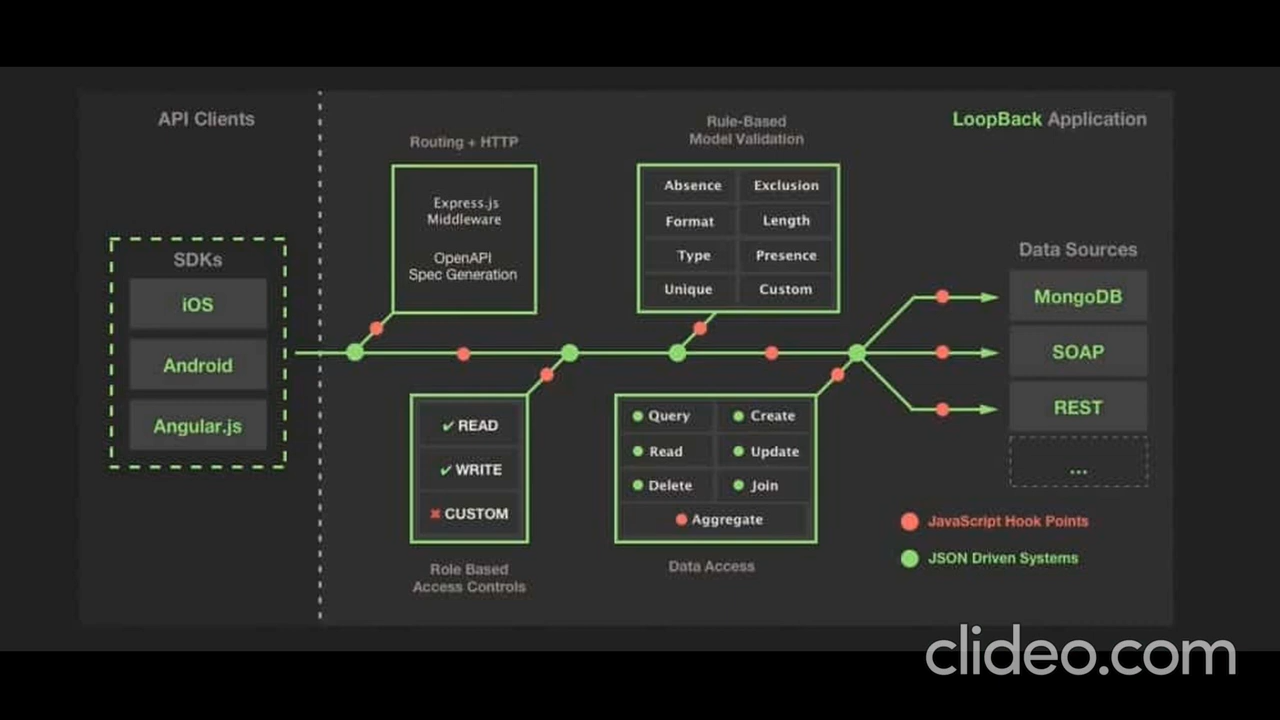 API Clients
SDKs
iOS
Android
Angular.js
LoopBack Application
Routing + HTTP
Express.js
Middleware
OpenAPI
Spec Generation
Rule-Based
Model Validation
Absence Exclusion
Format Length
Type Presence
Unique Custom
✔ READ
✔ WRITE
✖ CUSTOM
Role Based
Access Controls
Query Create
Read Update
Delete Join
Aggregate
Data Access
Data Sources
MongoDB
SOAP
REST
...
JavaScript Hook Points
JSON Driven Systems
clideo.com